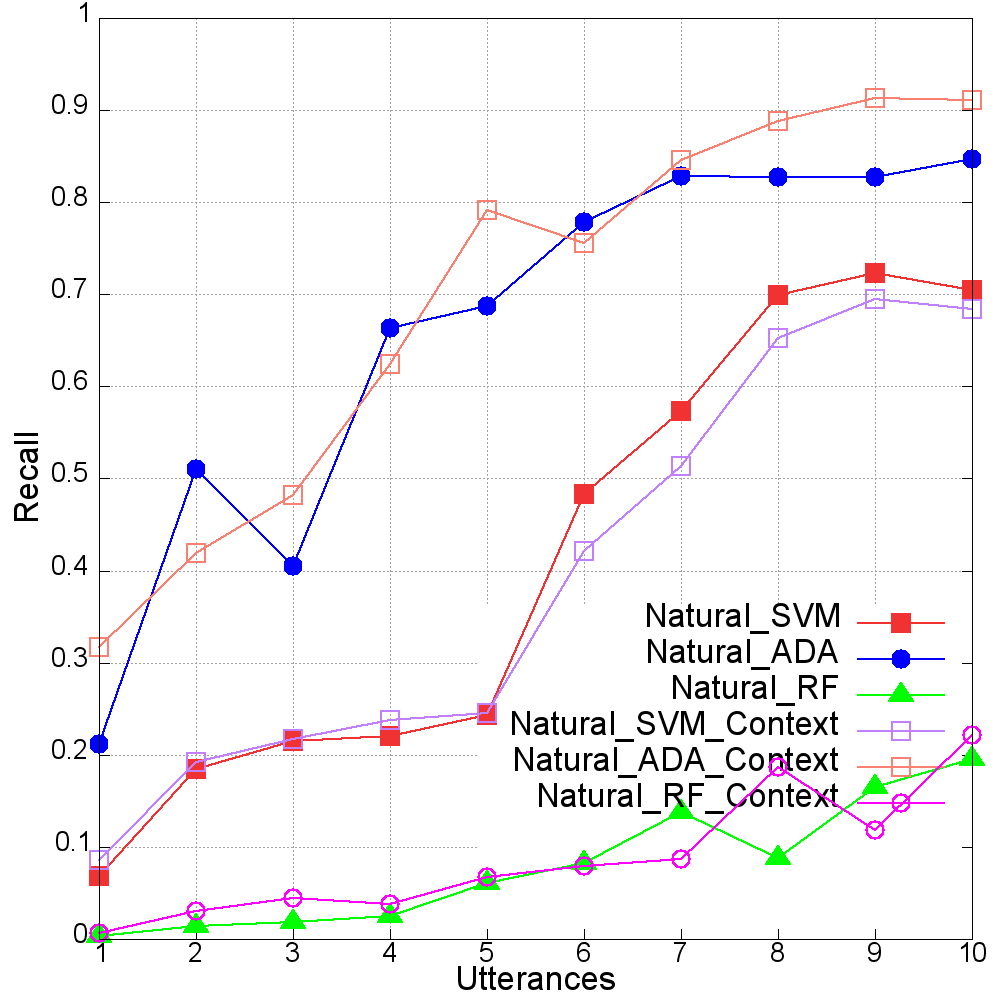 1
0.9
0.8
0.7
0.6
0.5
0.4
0.3
0.2
0.1
0
Recall
Natural_SVM
Natural_ADA
Natural_RF
Natural_SVM_Context
Natural_ADA_Context
Natural_RF_Context
1 2 3 4 5 6 7 8 9 10
Utterances